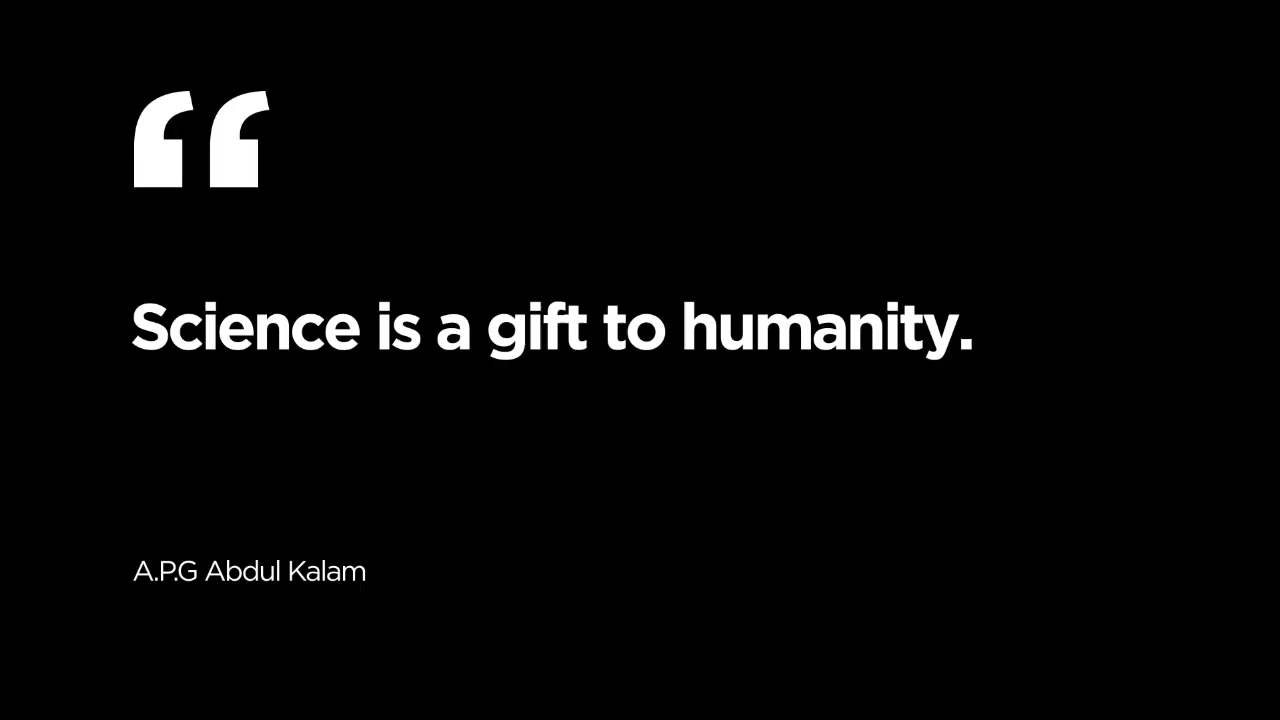 “
Science is a gift to humanity.
A.P.G Abdul Kalam